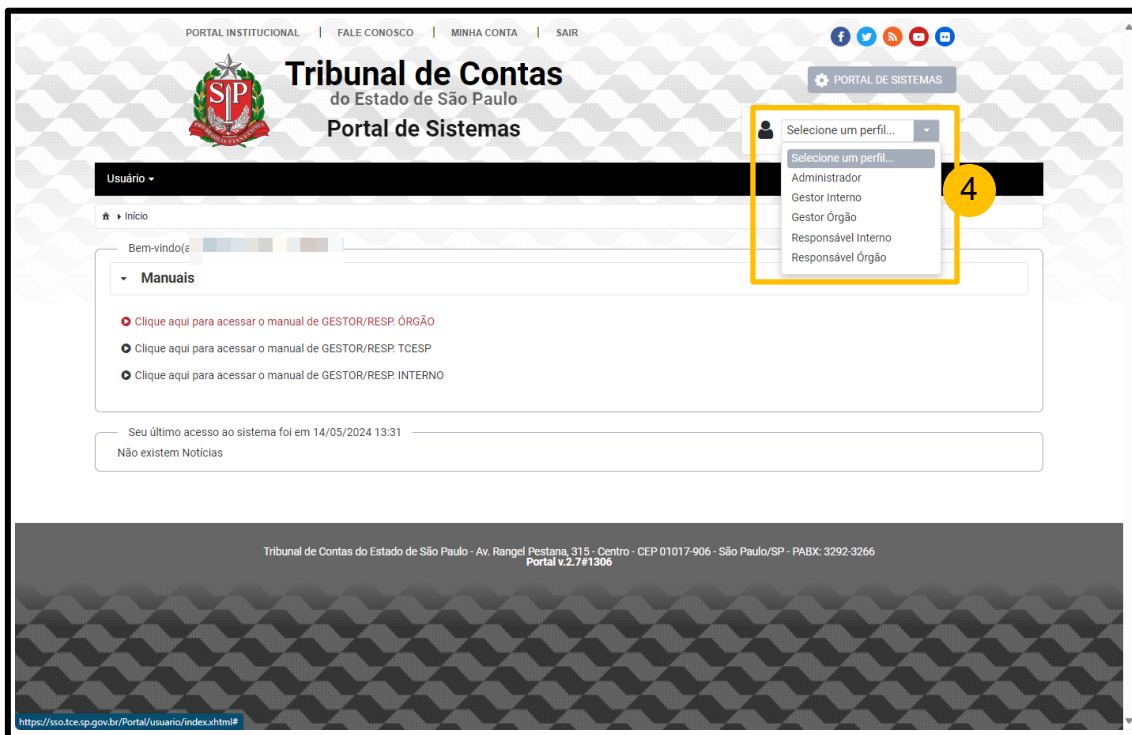 PORTAL INSTITUCIONAL | FALE CONOSCO | MINHA CONTA | SAIR
SP
Tribunal de Contas
do Estado de São Paulo
Portal de Sistemas
PORTAL DE SISTEMAS
Selecione um perfil...
Selecione um perfil...
Administrador
Gestor Interno
Gestor Órgão
Responsável Interno
Responsável Órgão
4
Usuário
Início
Bem-vindo(a
Manuais
Clique aqui para acessar o manual de GESTOR/RESP. ÓRGÃO
Clique aqui para acessar o manual de GESTOR/RESP. TCESP
Clique aqui para acessar o manual de GESTOR/RESP. INTERNO
Seu último acesso ao sistema foi em 14/05/2024 13:31
Não existem Notícias
Tribunal de Contas do Estado de São Paulo - Av. Rangel Pestana, 315 - Centro - CEP 01017-906 - São Paulo/SP - PABX: 3292-3266
Portal v.2.7#1306
https://sso.tce.sp.gov.br/Portal/usuario/index.xhtml#